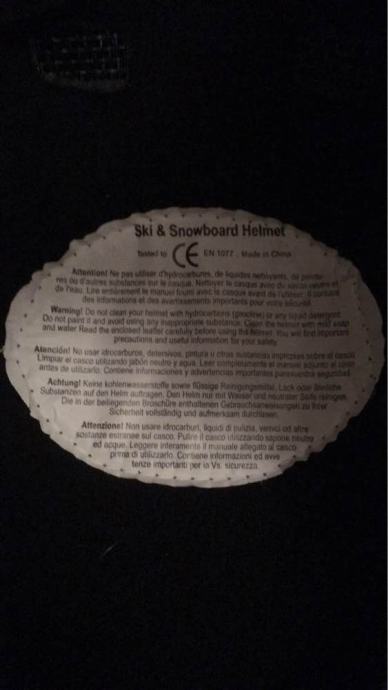 Ski & Snowboard Helmet
Tested to CE EN 1077 . Made in China
Attention! Ne pas utiliser d'hydrocarbures, de liquides nettoyants, de peintu-
res ou d'autres substances sur le casque. Nettoyer le casque avec du savon neutre et
de l'eau. Lire entièrement le manuel fourni avec le casque avant de l'utiliser. Il contient
des informations et des avertissements importants pour votre sécurité.
Warning! Do not clean your helmet with hydrocarbons (gasoline) or any liquid detergent.
Do not paint it and avoid using any inappropriate substance. Clean the helmet with mild soap
and water Read the enclosed leaflet carefully before using this helmet. You will find important
precautions and useful information for your safety.
Atención! No usar idrocarburos, detersivos, pintura u otras sustancias impropias sobre el casco.
Limpiar el casco utilizando jabón neutro y agua. Leer completamente el manual adjunto al casco
antes de utilizarlo. Contiene informaciones y advertencias importantes para vuestra seguridad.
Achtung! Keine kohlenwasserstoffe sowie flüssige Reinigungsmittel, Lack oder ähnliche
Substanzen auf den Helm auftragen. Den Helm nur mit Wasser und neutraler Seife reinigen.
Die in der beiliegenden Broschüre enthaltenen Gebrauchsanweisungen zu Ihrer
Sicherheit vollständig und aufmerksam durchlesen.
Attenzione! Non usare idrocarburi, liquidi di pulizia, vernici od altre
sostanze estranee sul casco. Pulire il casco utilizzando sapone neutro
ed acqua. Leggere interamente il manuale allegato al casco
prima di utilizzarlo. Contiene informazioni ed avve
tenze importanti per la Vs. sicurezza.